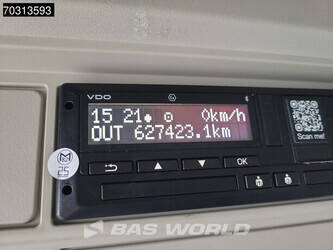 70313593
VDO
15 21 0km/h
OUT 627423.1km
Scan me!
OK
M
25
BAS WORLD